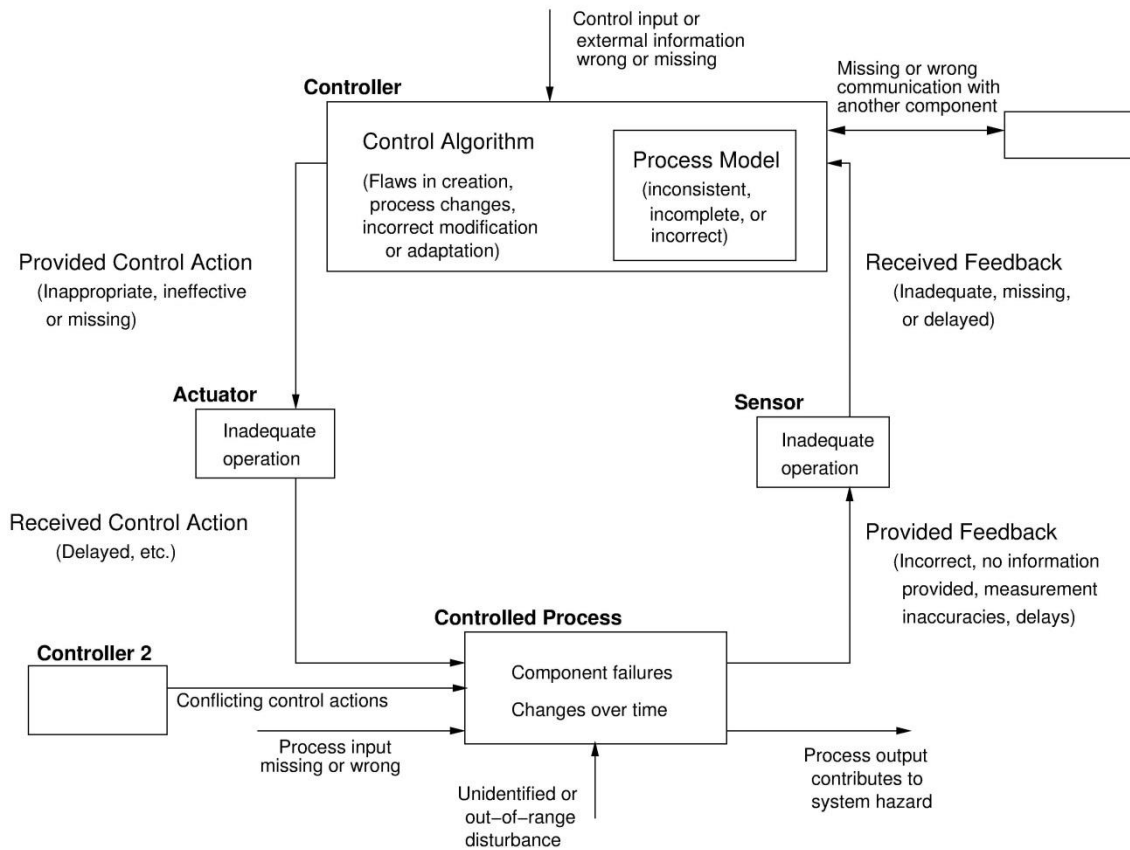 Control input or
extermal information
wrong or missing
Missing or wrong
communication with
another component
Controller
Control Algorithm
(Flaws in creation,
process changes,
incorrect modification
or adaptation)
Process Model
(inconsistent,
incomplete, or
incorrect)
Provided Control Action
(Inappropriate, ineffective
or missing)
Received Feedback
(Inadequate, missing,
or delayed)
Actuator
Inadequate
operation
Sensor
Inadequate
operation
Received Control Action
(Delayed, etc.)
Provided Feedback
(Incorrect, no information
provided, measurement
inaccuracies, delays)
Controlled Process
Component failures
Changes over time
Controller 2
Conflicting control actions
Process input
missing or wrong
Unidentified or
out-of-range
disturbance
Process output
contributes to
system hazard